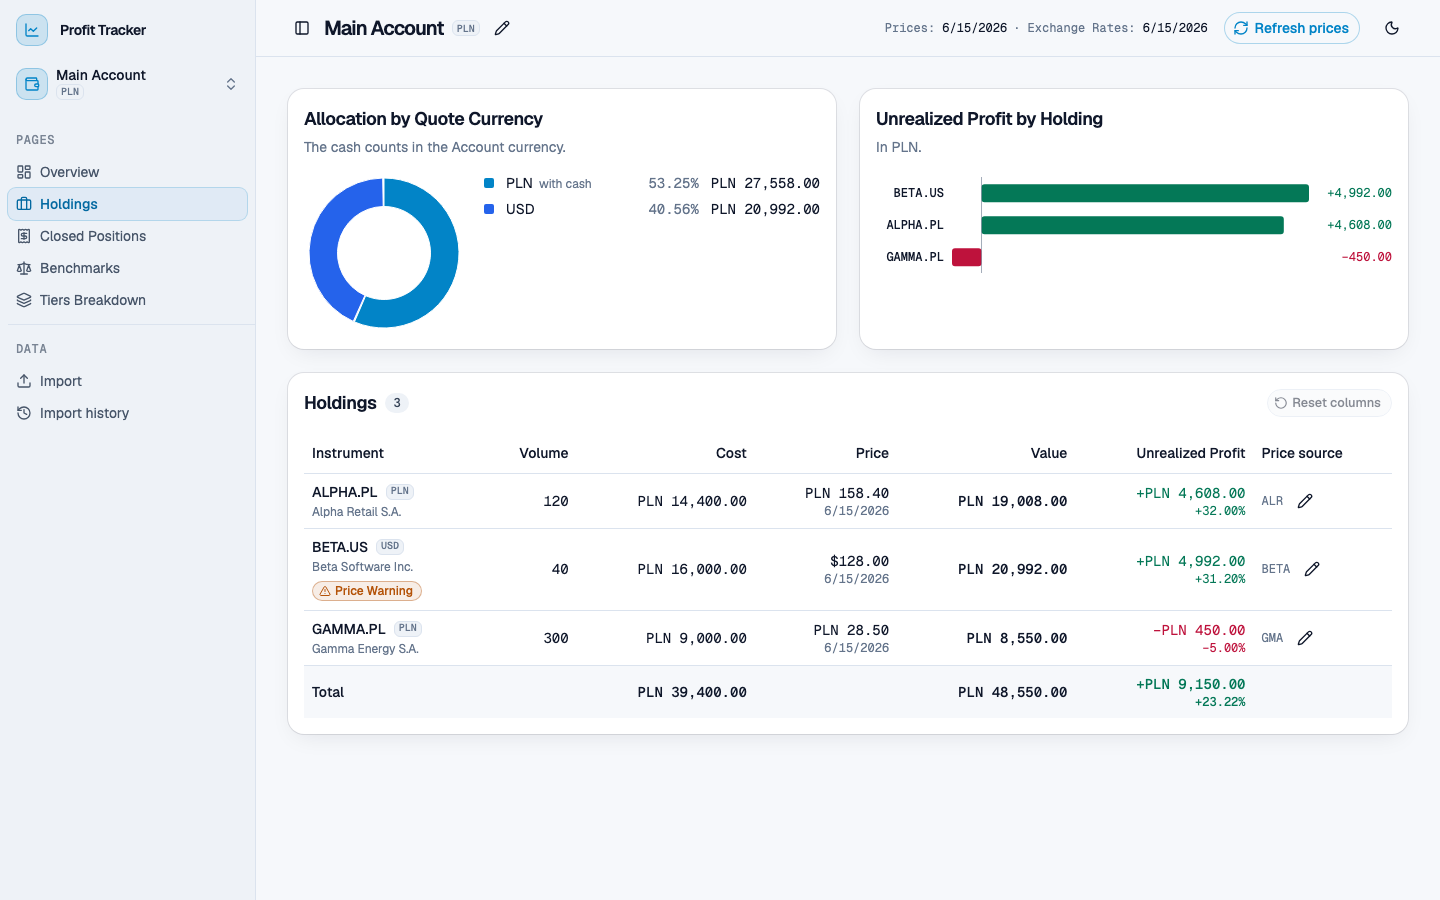 Profit Tracker
Main Account
PLN
PAGES
Overview
Holdings
Closed Positions
Benchmarks
Tiers Breakdown
DATA
Import
Import history
Main Account PLN
Prices: 6/15/2026 · Exchange Rates: 6/15/2026
Refresh prices
Allocation by Quote Currency
The cash counts in the Account currency.
PLN with cash 53.25% PLN 27,558.00
USD 40.56% PLN 20,992.00
Unrealized Profit by Holding
In PLN.
BETA.US +4,992.00
ALPHA.PL +4,608.00
GAMMA.PL −450.00
Holdings 3
Reset columns
Instrument Volume Cost Price Value Unrealized Profit Price source
ALPHA.PL PLN 120 PLN 14,400.00 PLN 158.40 PLN 19,008.00 +PLN 4,608.00 ALR
Alpha Retail S.A. 6/15/2026 +32.00%
BETA.US USD 40 PLN 16,000.00 $128.00 PLN 20,992.00 +PLN 4,992.00 BETA
Beta Software Inc. 6/15/2026 +31.20%
Price Warning
GAMMA.PL PLN 300 PLN 9,000.00 PLN 28.50 PLN 8,550.00 −PLN 450.00 GMA
Gamma Energy S.A. 6/15/2026 −5.00%
Total PLN 39,400.00 PLN 48,550.00 +PLN 9,150.00
+23.22%